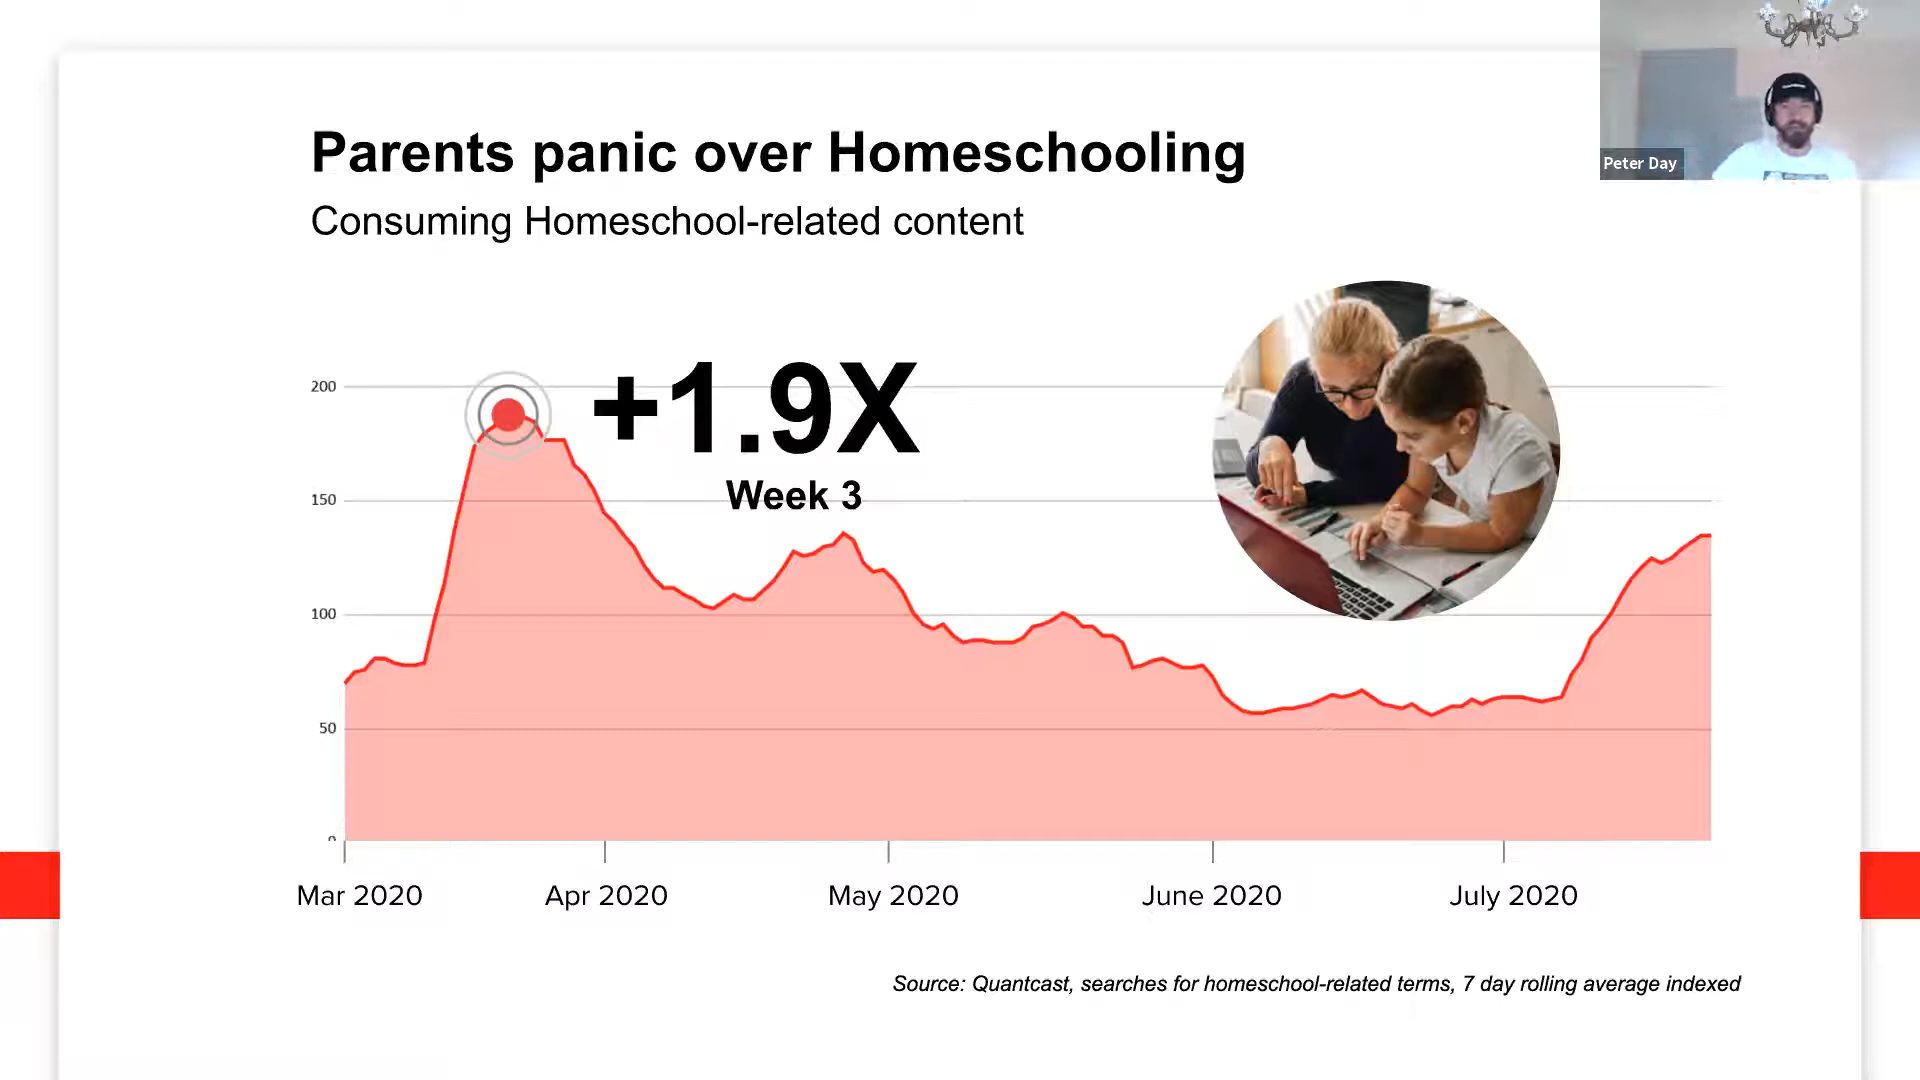 Parents panic over Homeschooling
Consuming Homeschool-related content
Peter Day
+1.9X
Week 3
200
150
100
50
0
Mar 2020
Apr 2020
May 2020
June 2020
July 2020
Source: Quantcast, searches for homeschool-related terms, 7 day rolling average indexed